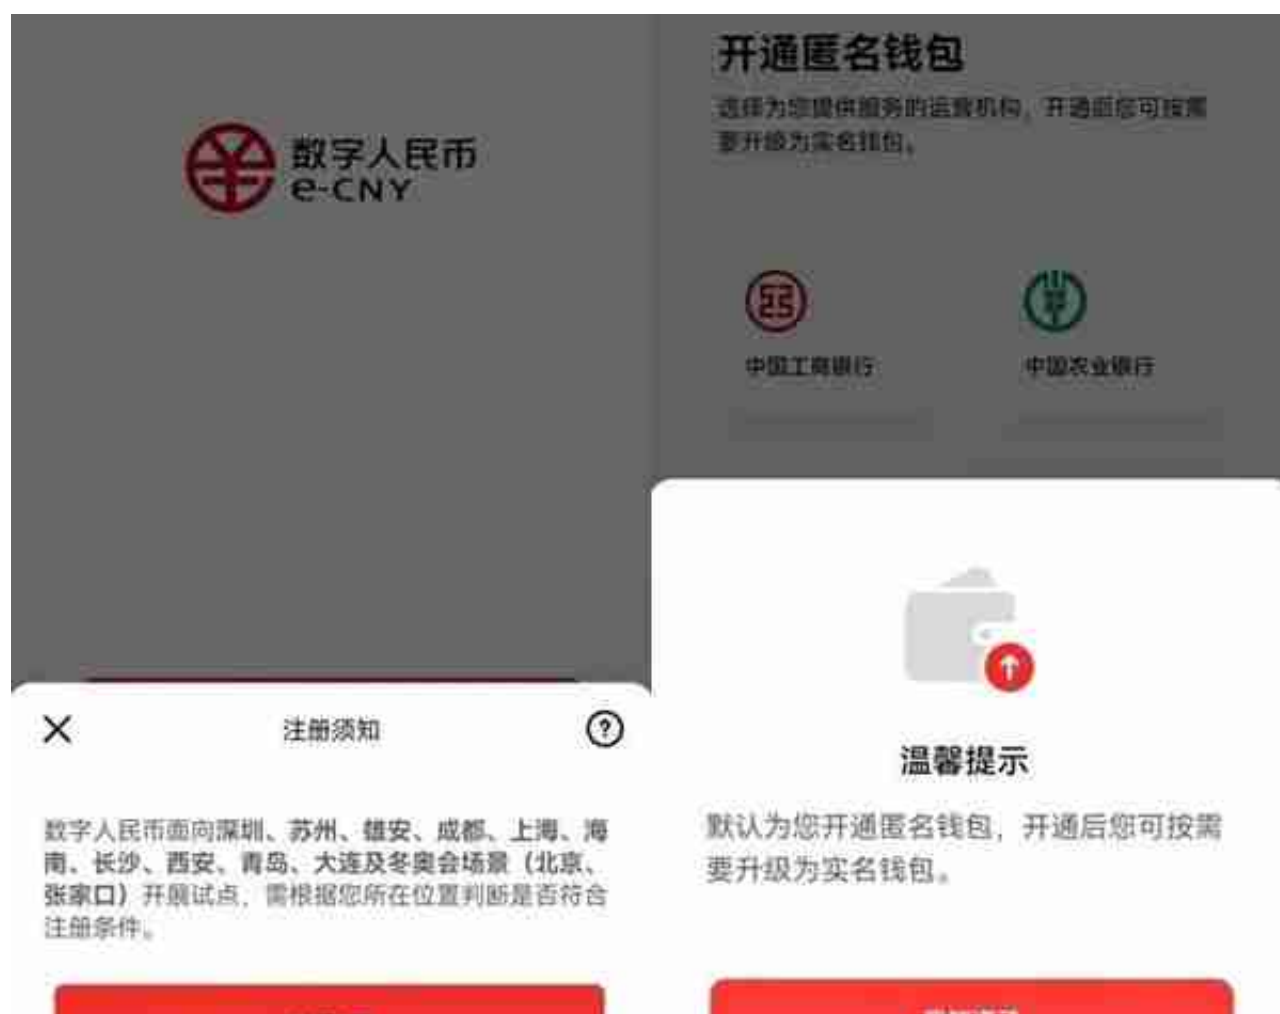 数字人民币
e-CNY
注册须知
数字人民币面向深圳、苏州、雄安、成都、上海、海
南、长沙、西安、青岛、大连及冬奥会场景（北京、
张家口）开展试点，需根据您所在位置判断是否符合
注册条件。
开通匿名钱包
选择为您提供服务的运营机构，开通后您可按需
要升级为实名钱包。
中国工商银行
中国农业银行
温馨提示
默认为您开通匿名钱包，开通后您可按需
要升级为实名钱包。